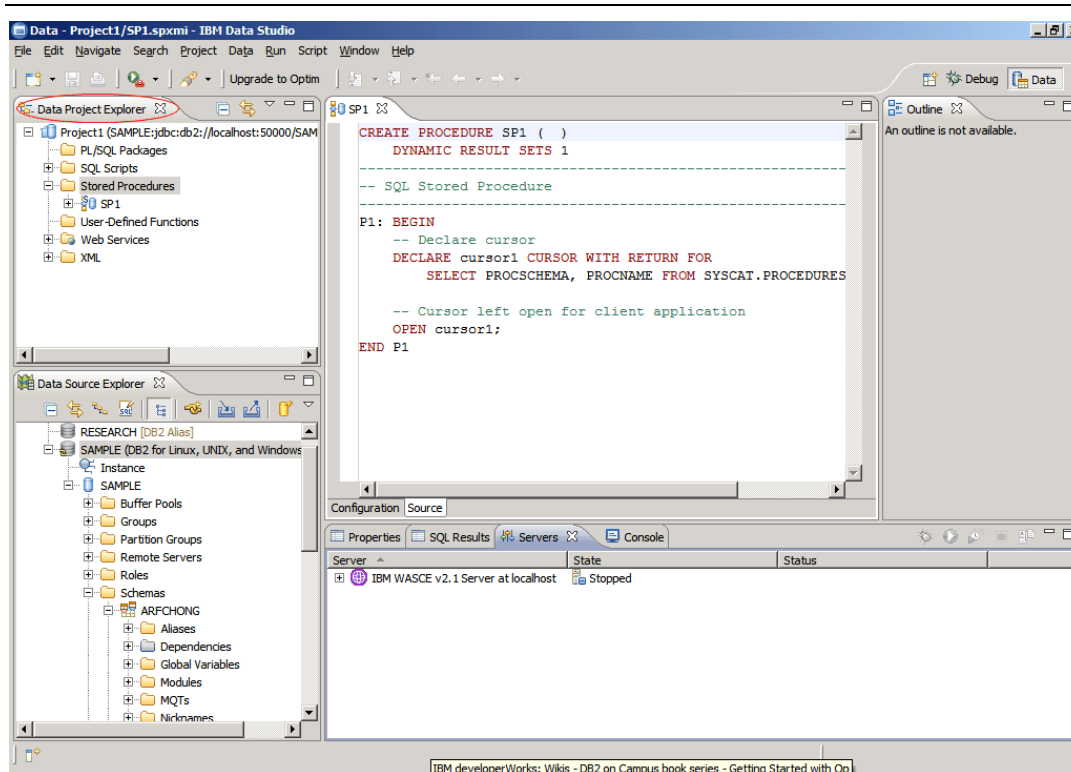 Data - Project1/SP1.spxmi - IBM Data Studio
File Edit Navigate Search Project Data Run Script Window Help
Upgrade to Optim
Debug
Data
Data Project Explorer
Project1 (SAMPLE:jdbc:db2://localhost:50000/SAM
PL/SQL Packages
SQL Scripts
Stored Procedures
SP1
User-Defined Functions
Web Services
XML
SP1
CREATE PROCEDURE SP1 ( )
DYNAMIC RESULT SETS 1
------------------------------------------------------------
-- SQL Stored Procedure
------------------------------------------------------------
P1: BEGIN
-- Declare cursor
DECLARE cursor1 CURSOR WITH RETURN FOR
SELECT PROCSCHEMA, PROCNAME FROM SYSCAT.PROCEDURES
-- Cursor left open for client application
OPEN cursor1;
END P1
Configuration Source
Outline
An outline is not available.
Data Source Explorer
RESEARCH [DB2 Alias]
SAMPLE (DB2 for Linux, UNIX, and Windows
Instance
SAMPLE
Buffer Pools
Groups
Partition Groups
Remote Servers
Roles
Schemas
ARFCHONG
Aliases
Dependencies
Global Variables
Modules
MQTs
Nicknames
Properties SQL Results Servers Console
Server State Status
IBM WASCE v2.1 Server at localhost Stopped
IBM developerWorks: Wikis - DB2 on Campus book series - Getting Started with Op